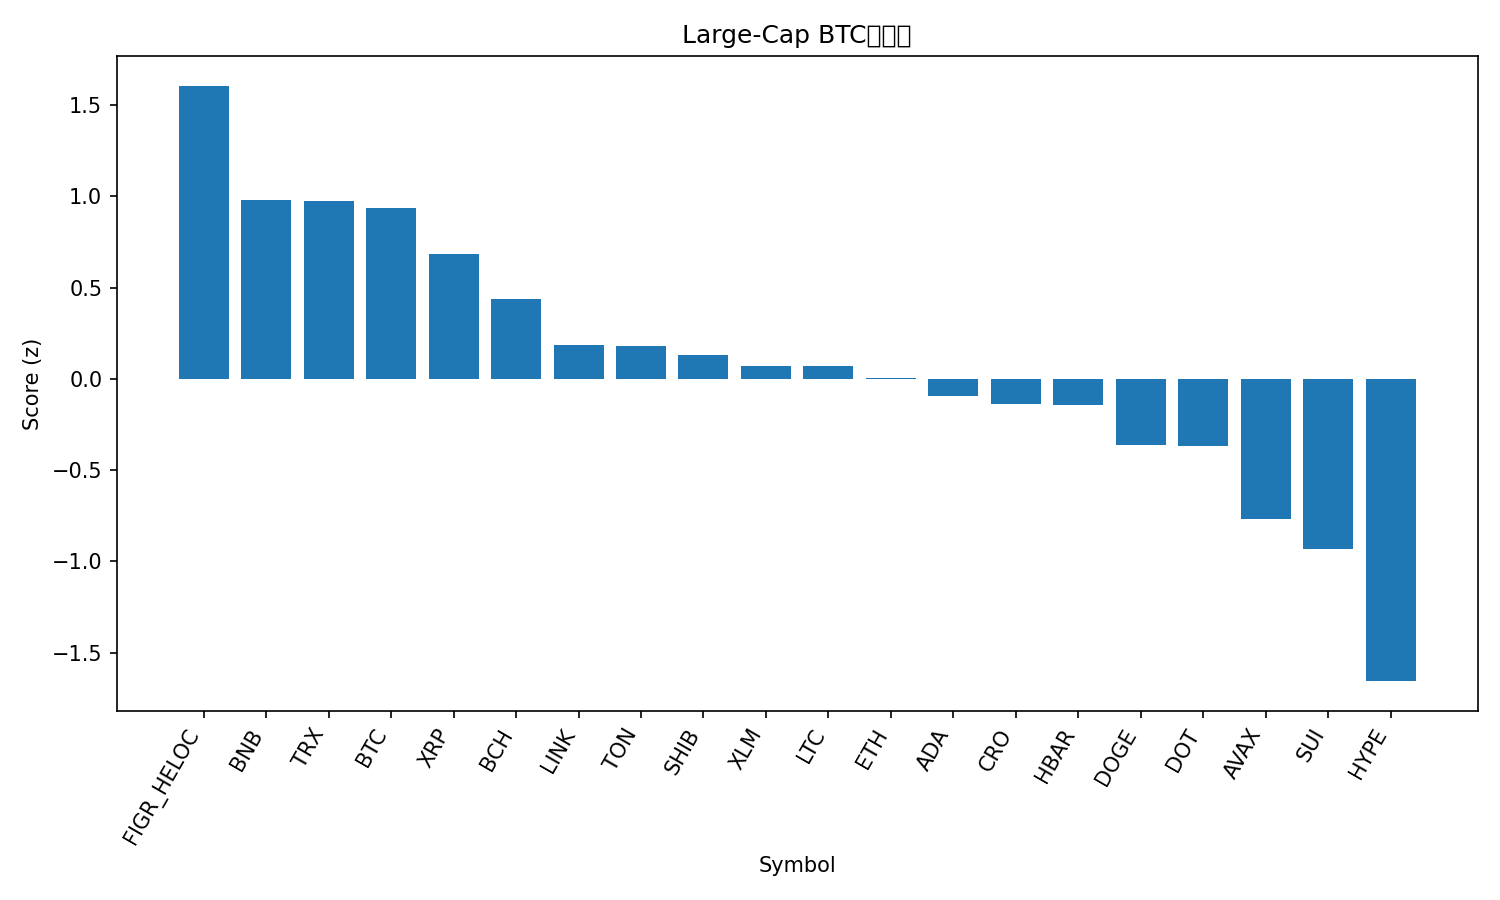 Large-Cap BTC
Score (z)
1.5
1.0
0.5
0.0
−0.5
−1.0
−1.5
FIGR_HELOC
BNB
TRX
BTC
XRP
BCH
LINK
TON
SHIB
XLM
LTC
ETH
ADA
CRO
HBAR
DOGE
DOT
AVAX
SUI
HYPE
Symbol